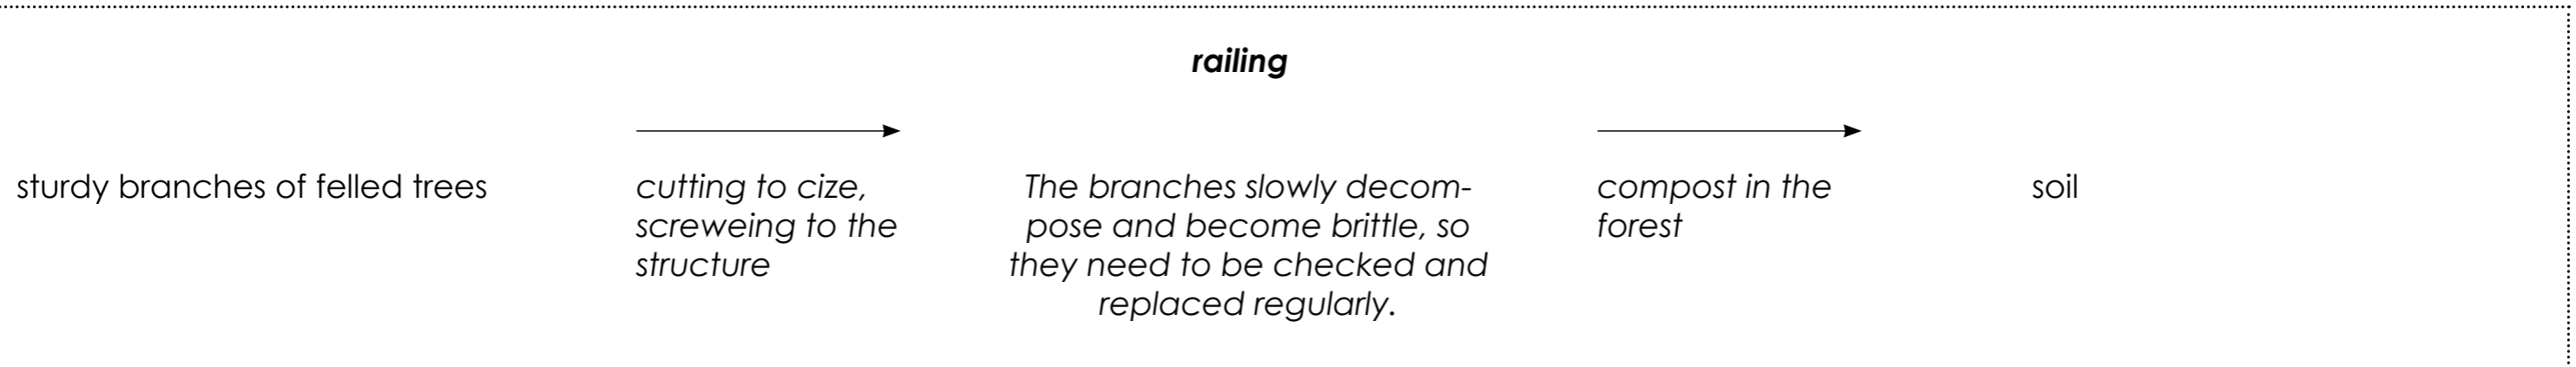 railing
sturdy branches of felled trees
cutting to cize,
screweing to the
structure
The branches slowly decom-
pose and become brittle, so
they need to be checked and
replaced regularly.
compost in the
forest
soil